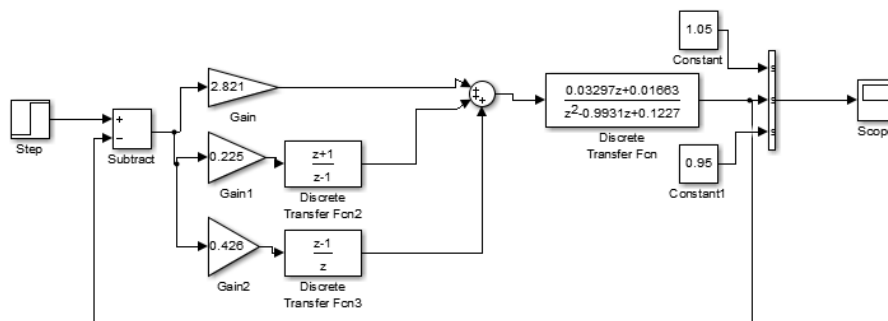 1.05
Constant
2.821
Gain
+
+
+
0.03297z+0.01663
z²-0.9931z+0.1227
Discrete
Transfer Fcn
s
s
s
Scop
Step
+
−
Subtract
0.225
Gain1
z+1
z-1
Discrete
Transfer Fcn2
0.95
Constant1
0.426
Gain2
z-1
z
Discrete
Transfer Fcn3